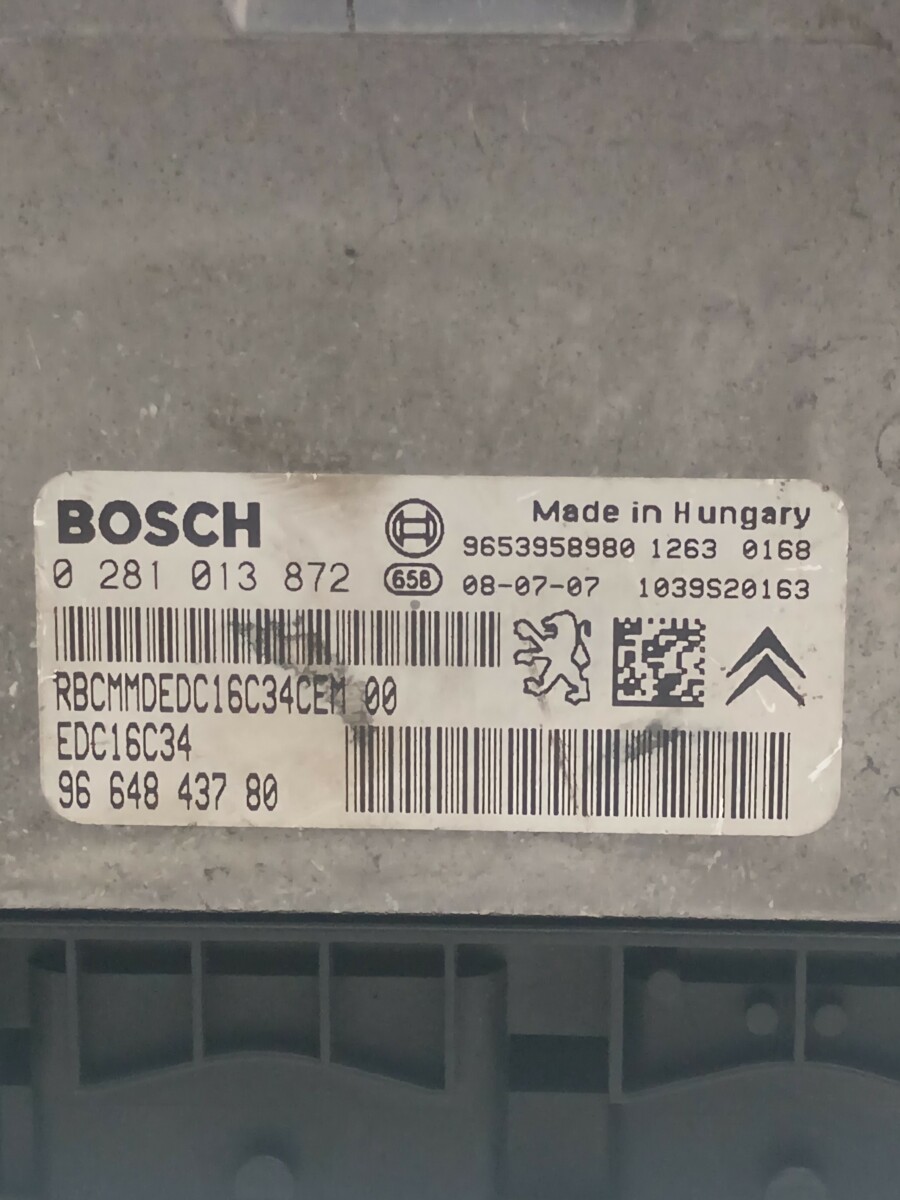 BOSCH
Made in Hungary
9653958980 1263 0168
0 281 013 872
658
08-07-07 1039S20163
RBCMMDEDC16C34CEM 00
EDC16C34
96 648 437 80